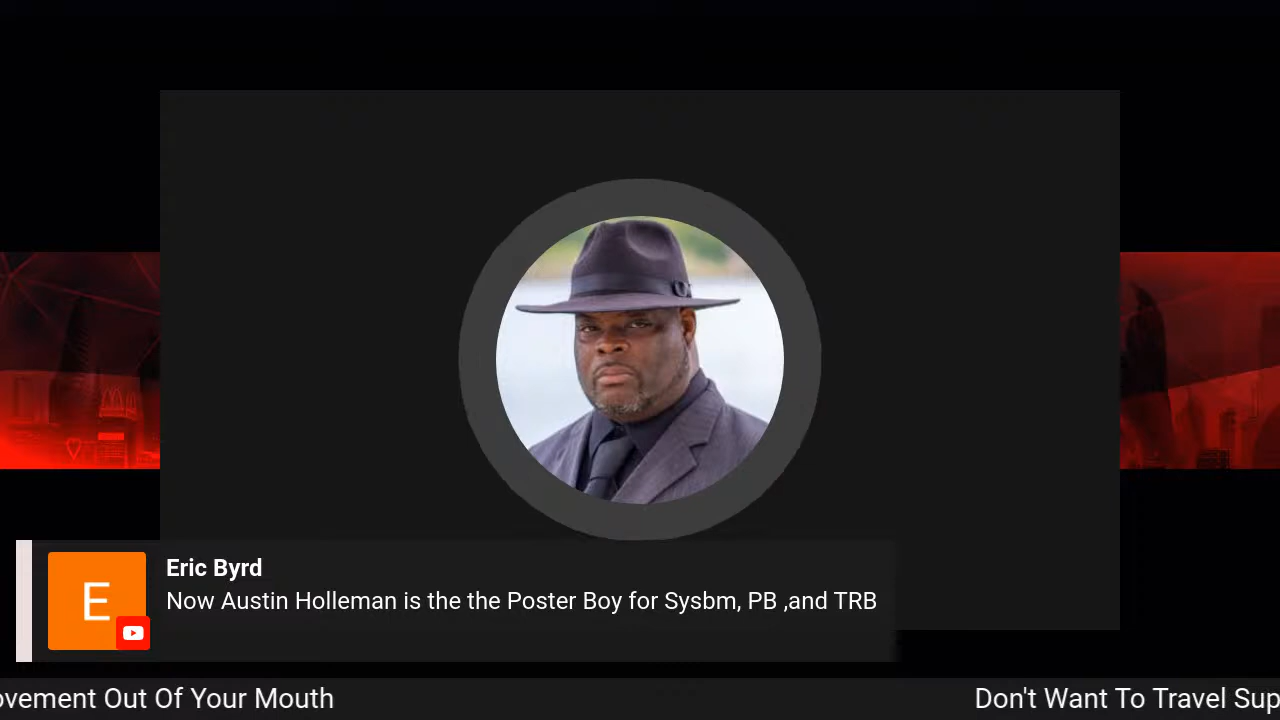 E
Eric Byrd
Now Austin Holleman is the the Poster Boy for Sysbm, PB ,and TRB
ovement Out Of Your Mouth
Don't Want To Travel Sup